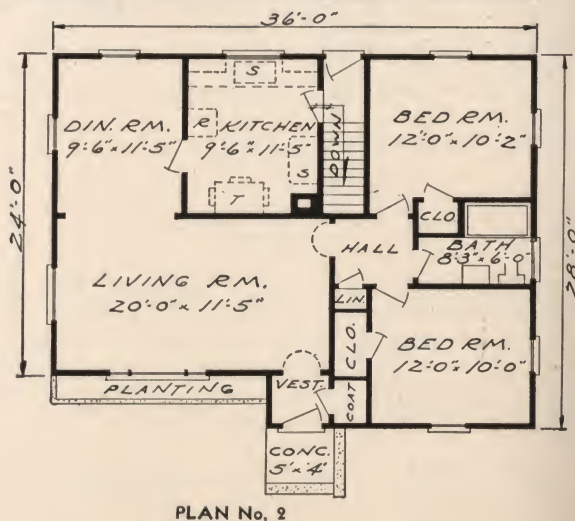 36'-0"
24'-0"
28'-0"
DIN. RM.
9'-6" x 11'-5"
S
R
KITCHEN
9'-6" x 11'-5"
S
T
DOWN
BED RM.
12'-0" x 10'-2"
CLO
HALL
BATH
8'-3" x 6'-0"
LIVING RM.
20'-0" x 11'-5"
LIN.
CLO.
BED RM.
12'-0" x 10'-0"
PLANTING
VEST.
COAT
CONC.
5' x 4'
PLAN No. 2